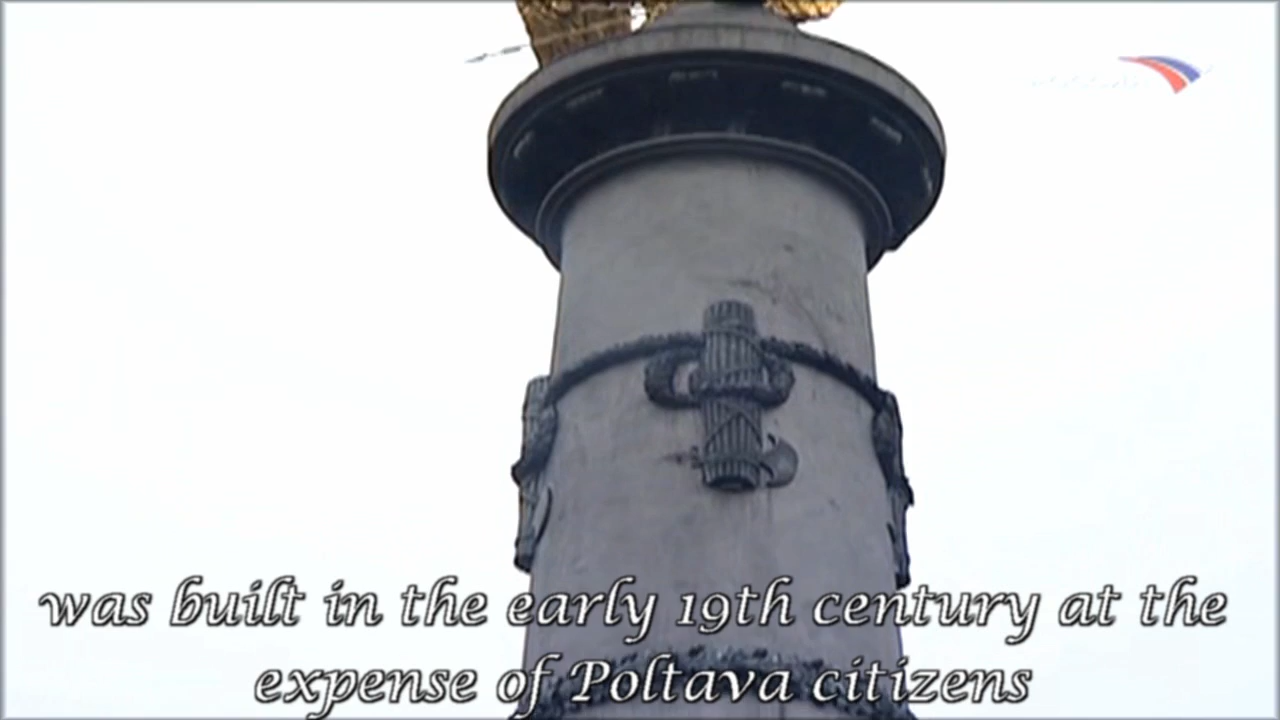 was built in the early 19th century at the
expense of Poltava citizens